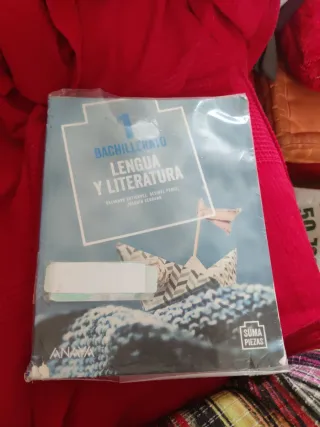 1
BACHILLERATO
LENGUA
Y LITERATURA
ANAYA
SUMA
PIEZAS